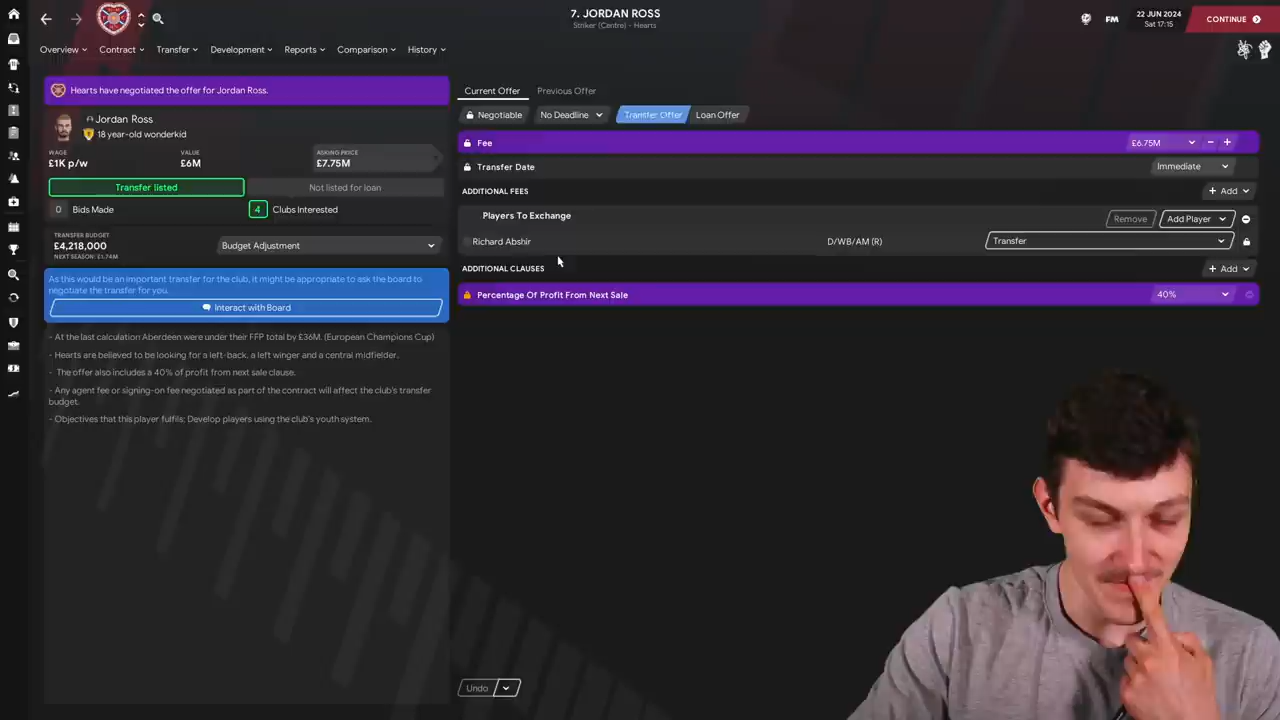 7. JORDAN ROSS
Striker (Centre) - Hearts
FM
22 JUN 2024
Sat 17:15
CONTINUE
Overview
Contract
Transfer
Development
Reports
Comparison
History
Hearts have negotiated the offer for Jordan Ross.
Jordan Ross
18 year-old wonderkid
WAGE
£1K p/w
VALUE
£6M
ASKING PRICE
£7.75M
Transfer listed
Not listed for loan
0 Bids Made
4 Clubs Interested
TRANSFER BUDGET
£4,218,000
NEXT SEASON: £1.74M
Budget Adjustment
As this would be an important transfer for the club, it might be appropriate to ask the board to
negotiate the transfer for you.
Interact with Board
- At the last calculation Aberdeen were under their FFP total by £36M. (European Champions Cup)
- Hearts are believed to be looking for a left-back, a left winger and a central midfielder.
- The offer also includes a 40% of profit from next sale clause.
- Any agent fee or signing-on fee negotiated as part of the contract will affect the club's transfer
budget.
- Objectives that this player fulfils; Develop players using the club's youth system.
Current Offer
Previous Offer
Negotiable
No Deadline
Transfer Offer
Loan Offer
Fee
£6.75M
Transfer Date
Immediate
ADDITIONAL FEES
+ Add
Players To Exchange
Remove
Add Player
Richard Abshir
D/WB/AM (R)
Transfer
ADDITIONAL CLAUSES
+ Add
Percentage Of Profit From Next Sale
40%
Undo